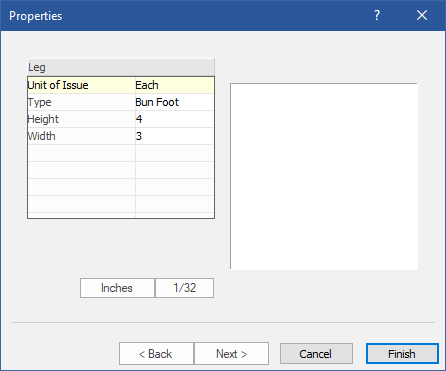 Properties ? ×
Leg
Unit of Issue Each
Type Bun Foot
Height 4
Width 3
Inches 1/32
< Back Next > Cancel Finish